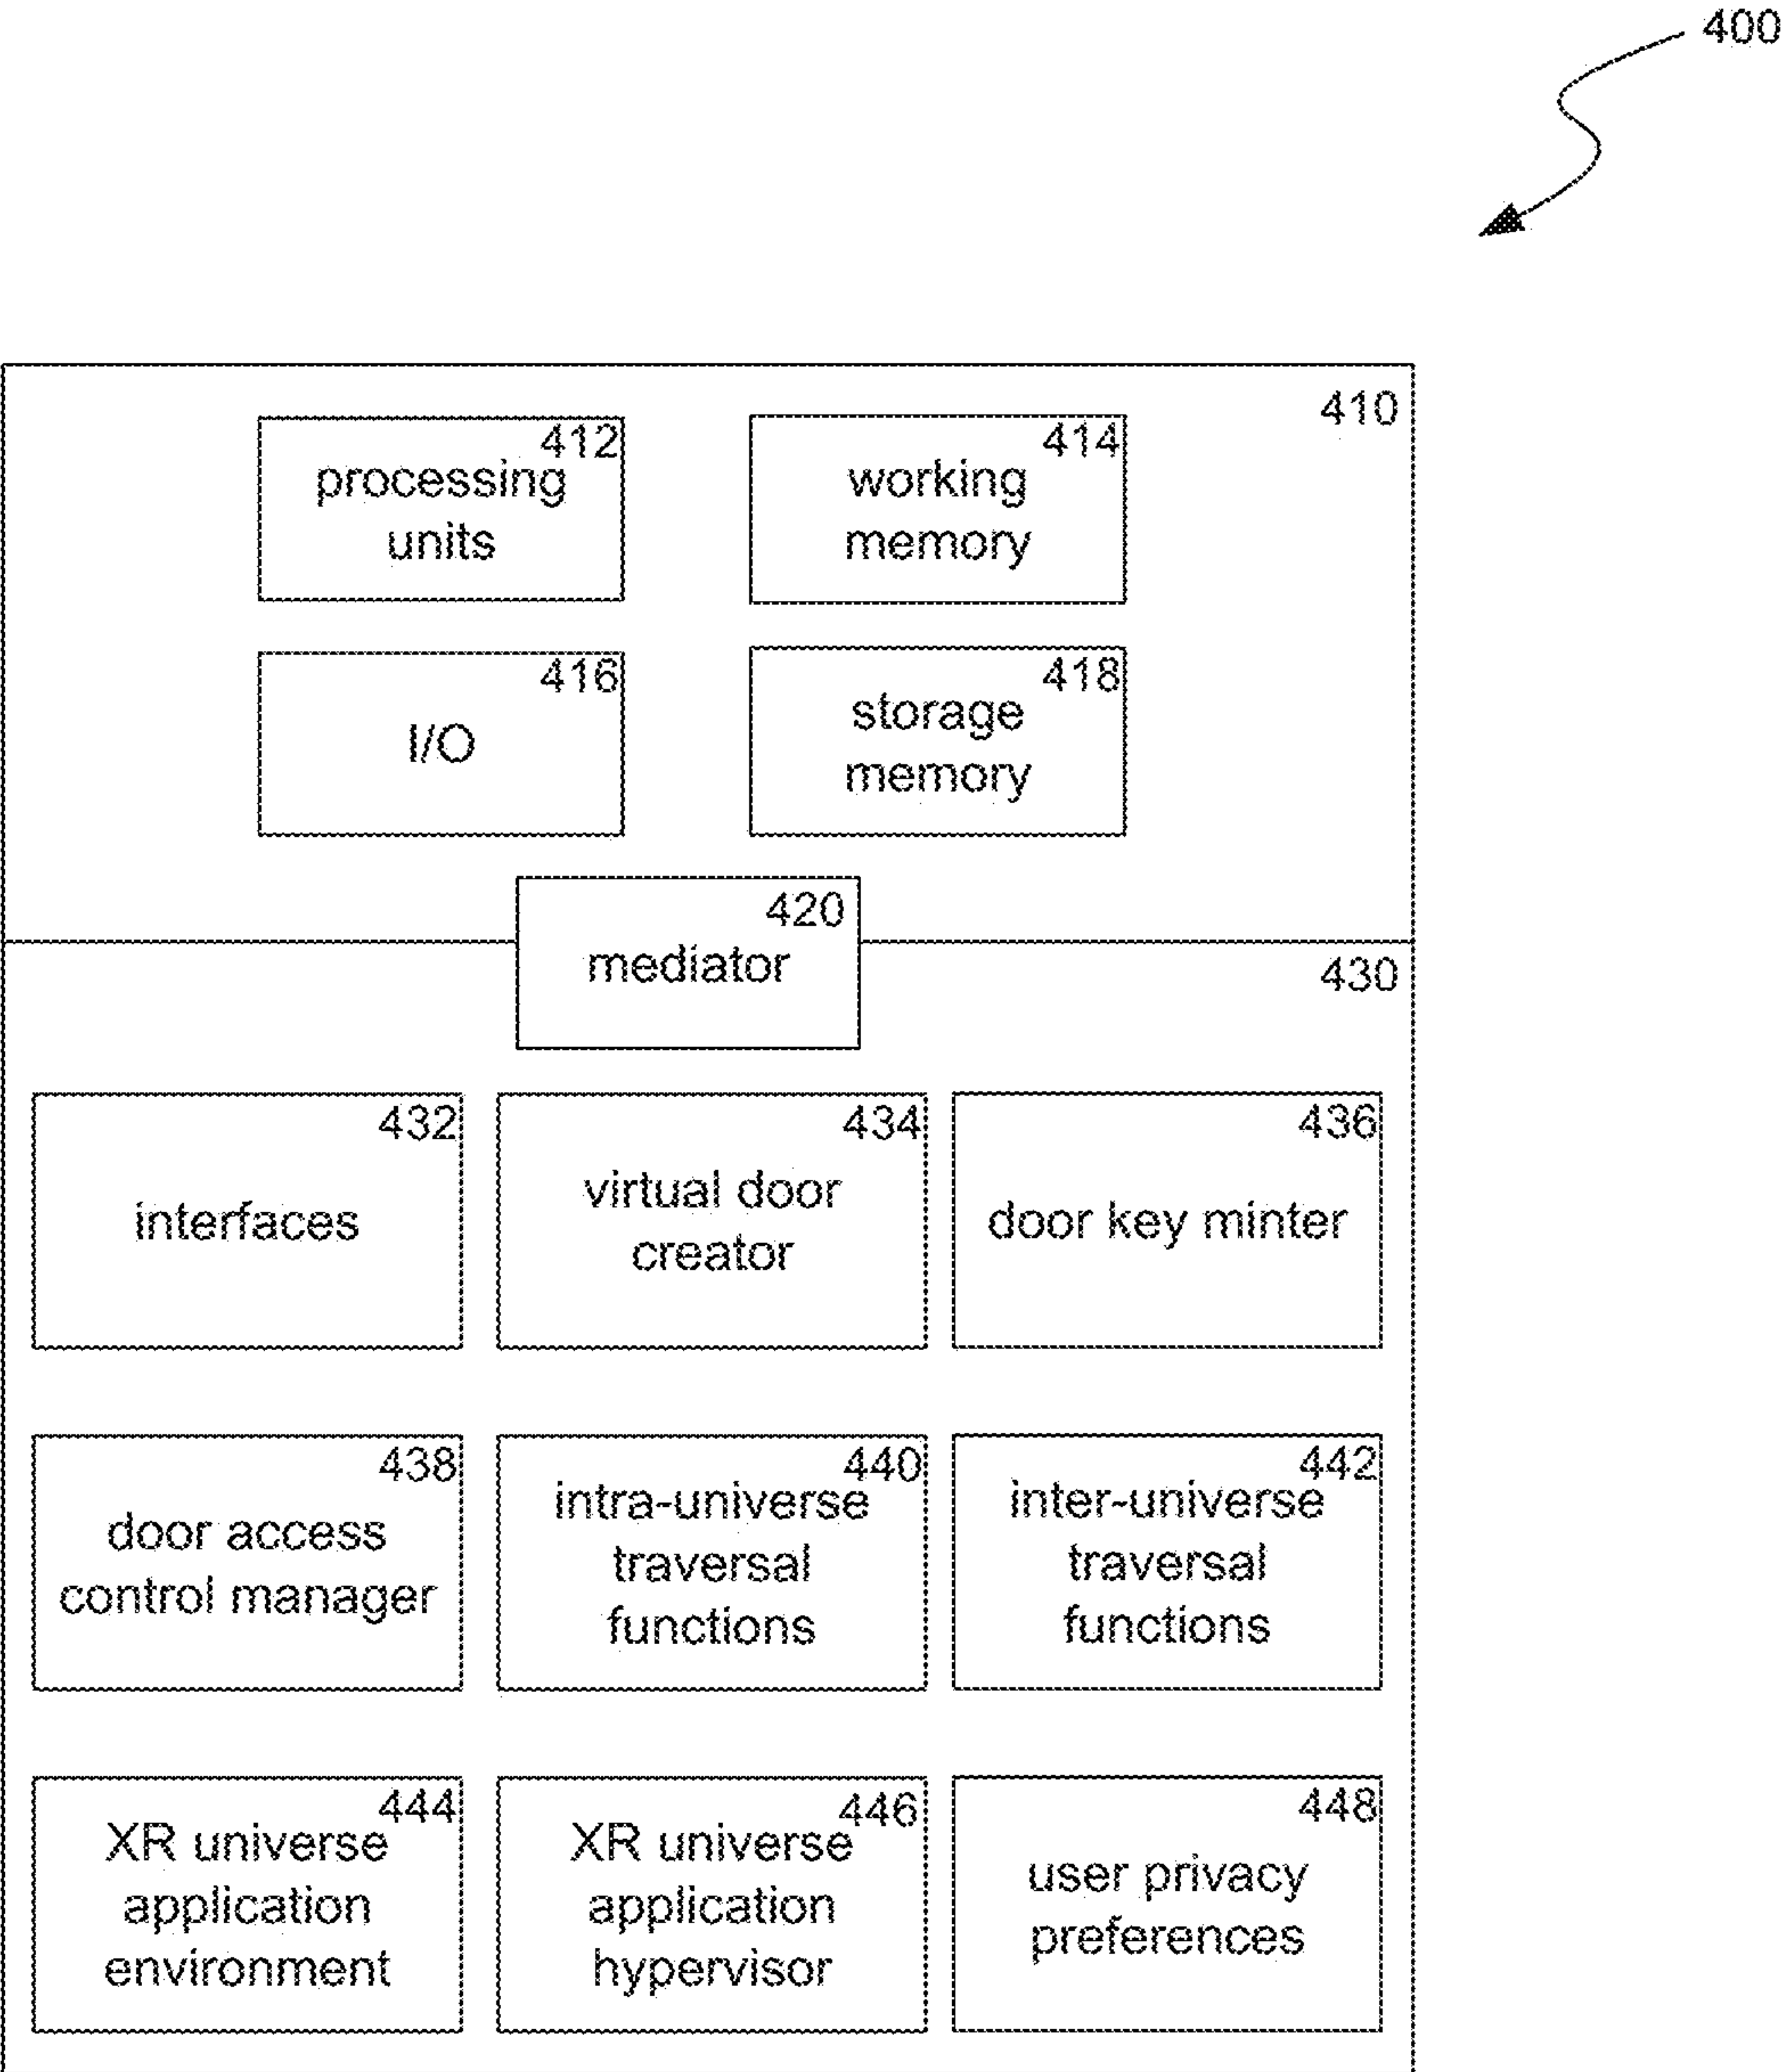 400
410
412
processing
units
414
working
memory
416
I/O
418
storage
memory
420
mediator
430
432
interfaces
434
virtual door
creator
436
door key minter
438
door access
control manager
440
intra-universe
traversal
functions
442
inter-universe
traversal
functions
444
XR universe
application
environment
446
XR universe
application
hypervisor
448
user privacy
preferences